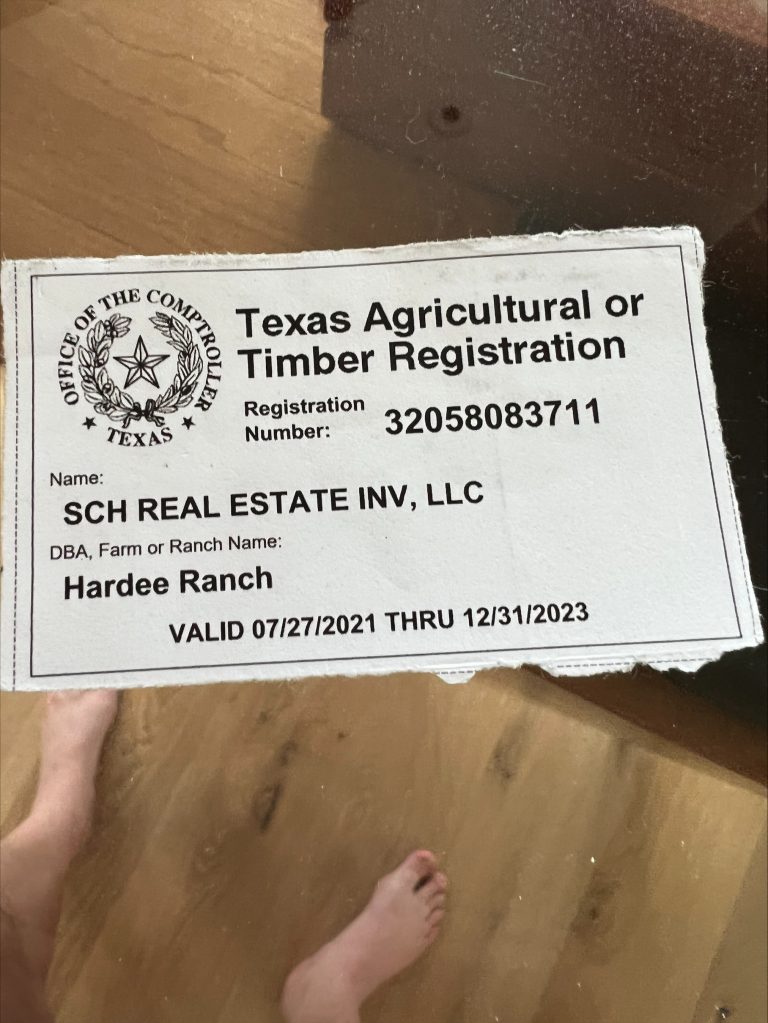 OFFICE OF THE COMPTROLLER
TEXAS
Texas Agricultural or
Timber Registration
Registration
Number: 32058083711
Name:
SCH REAL ESTATE INV, LLC
DBA, Farm or Ranch Name:
Hardee Ranch
VALID 07/27/2021 THRU 12/31/2023